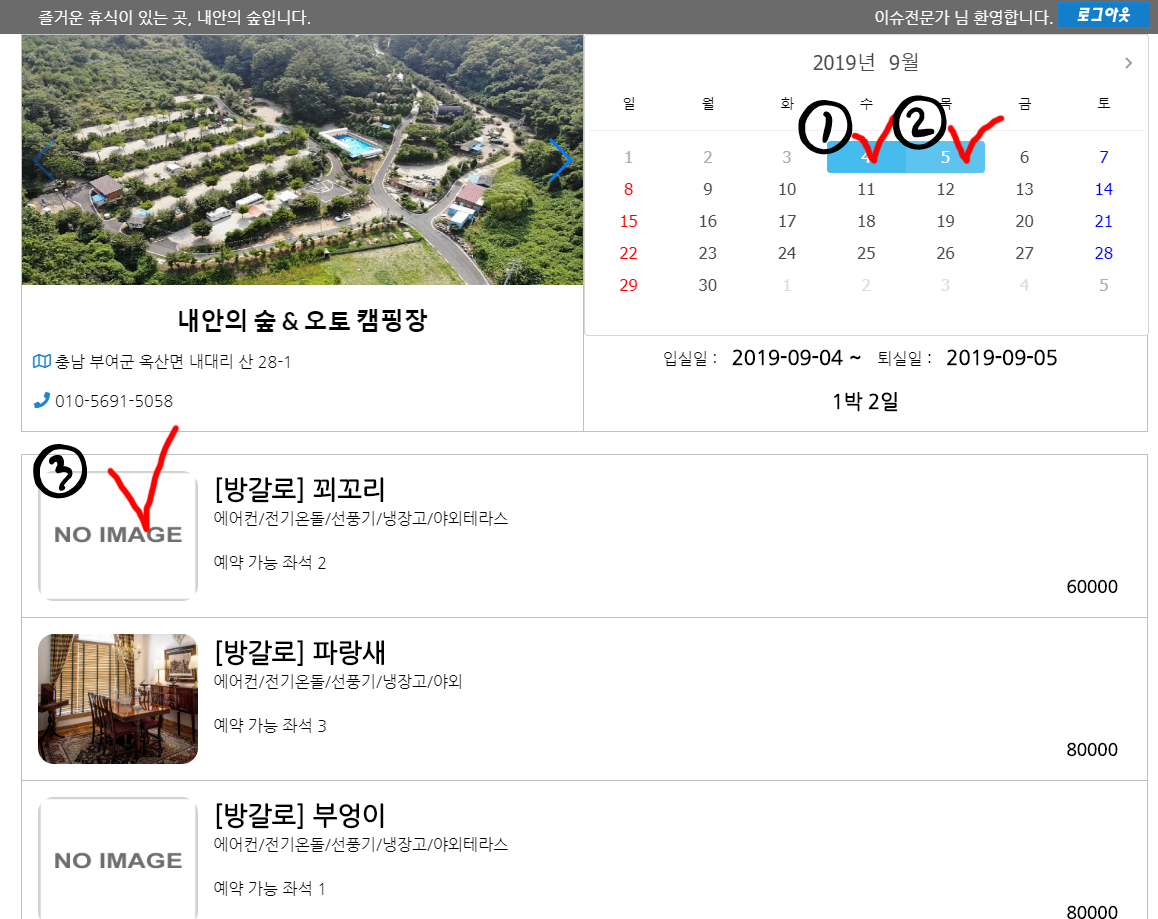 즐거운 휴식이 있는 곳, 내안의 숲입니다.
이슈전문가 님 환영합니다. 로그아웃
2019년 9월
일 월 화 수 목 금 토
① ②
1 2 3 4 5 6 7
8 9 10 11 12 13 14
15 16 17 18 19 20 21
22 23 24 25 26 27 28
29 30 1 2 3 4 5
내안의 숲 & 오토 캠핑장
충남 부여군 옥산면 내대리 산 28-1
010-5691-5058
입실일 : 2019-09-04 ~ 퇴실일 : 2019-09-05
1박 2일
③
NO IMAGE
[방갈로] 꾀꼬리
에어컨/전기온돌/선풍기/냉장고/야외테라스
예약 가능 좌석 2
60000
[방갈로] 파랑새
에어컨/전기온돌/선풍기/냉장고/야외
예약 가능 좌석 3
80000
NO IMAGE
[방갈로] 부엉이
에어컨/전기온돌/선풍기/냉장고/야외테라스
예약 가능 좌석 1
80000